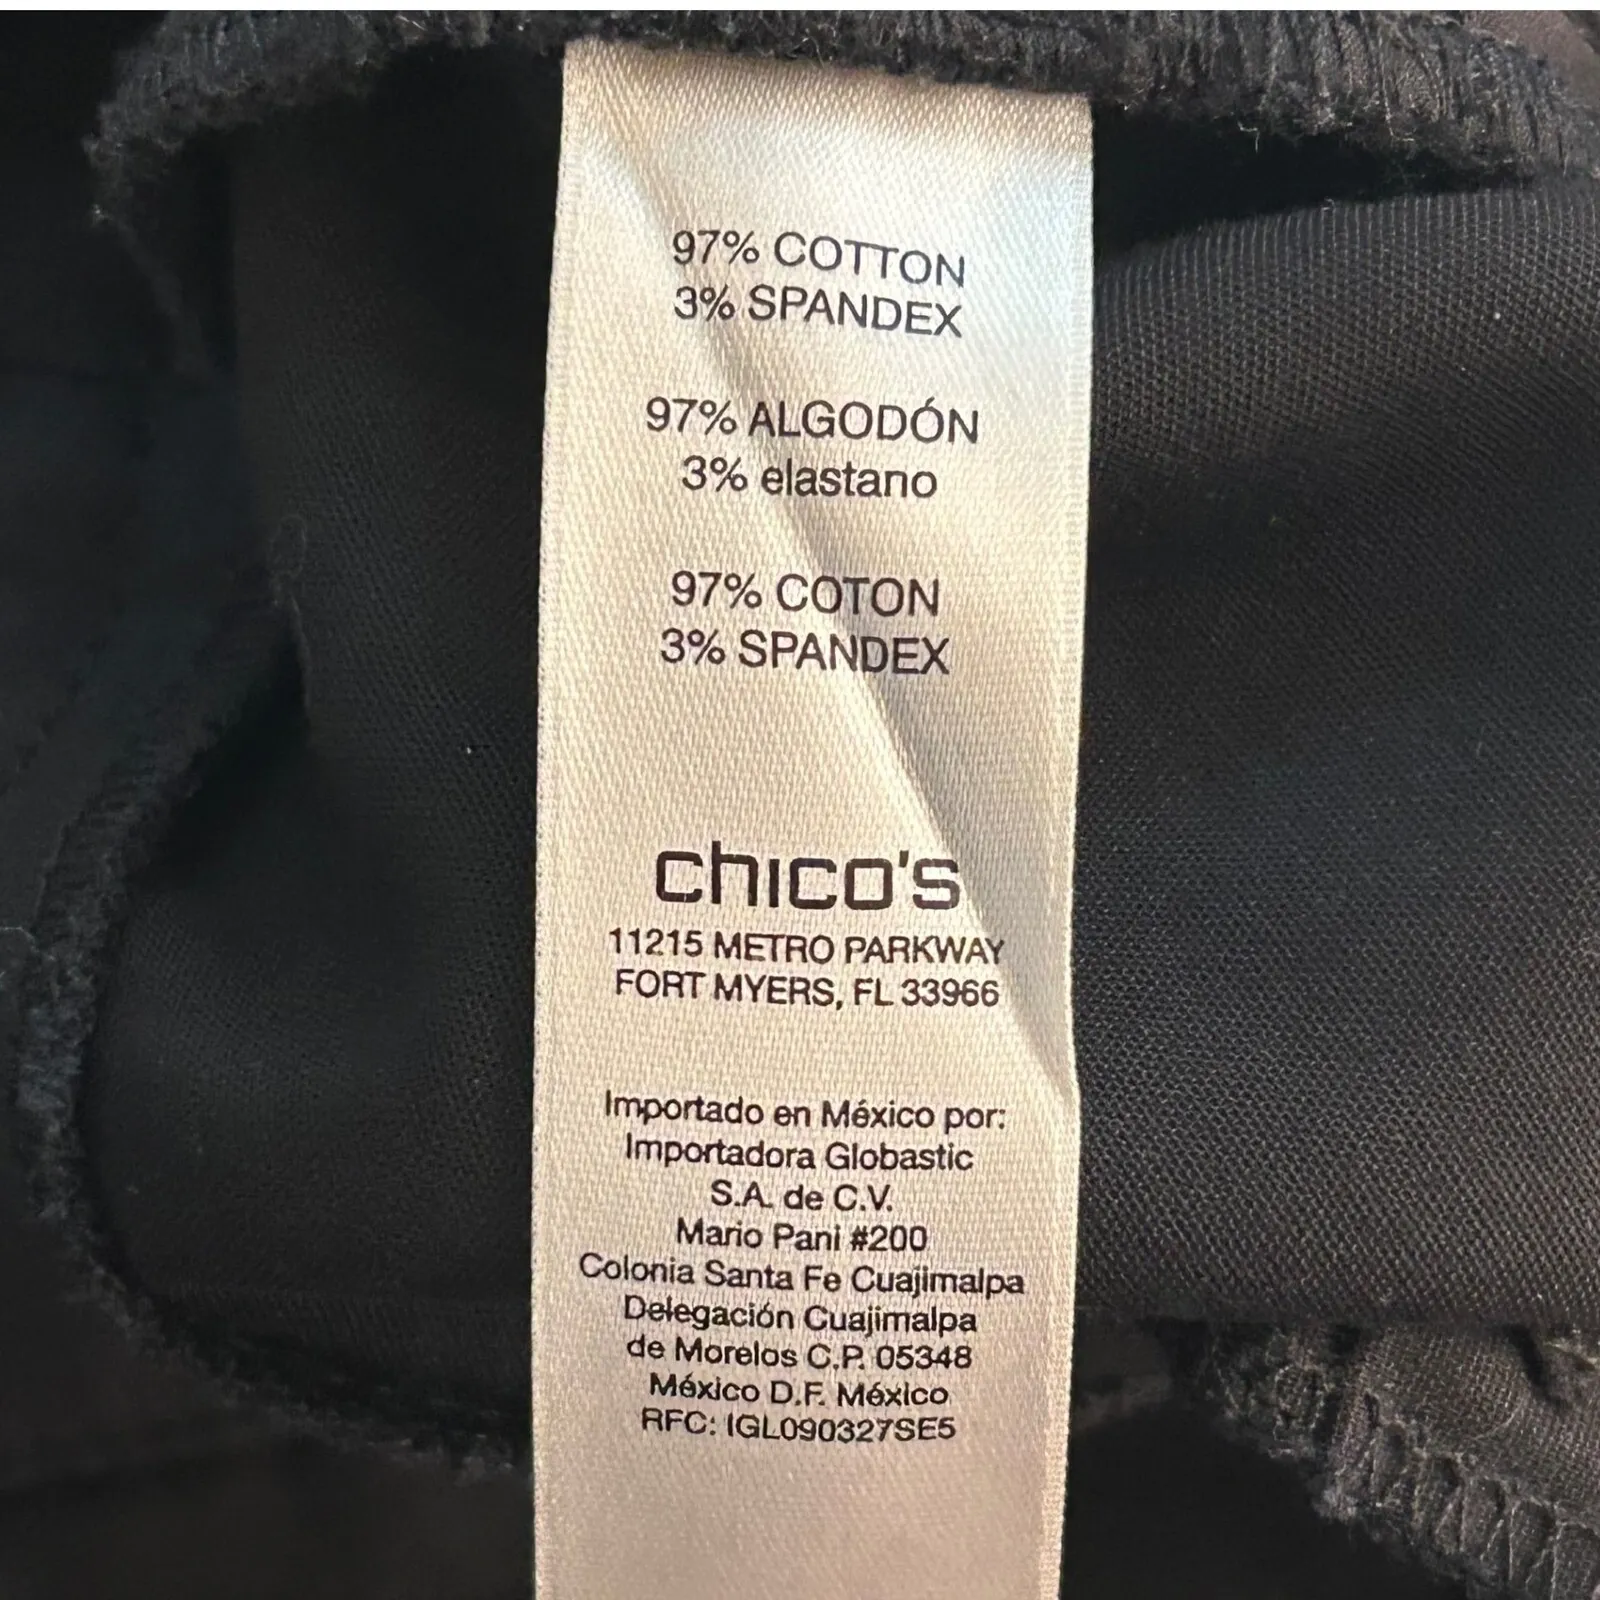 97% COTTON
3% SPANDEX
97% ALGODÓN
3% elastano
97% COTON
3% SPANDEX
chico's
11215 METRO PARKWAY
FORT MYERS, FL 33966
Importado en México por:
Importadora Globastic
S.A. de C.V.
Mario Pani #200
Colonia Santa Fe Cuajimalpa
Delegación Cuajimalpa
de Morelos C.P. 05348
México D.F. México
RFC: IGL090327SE5